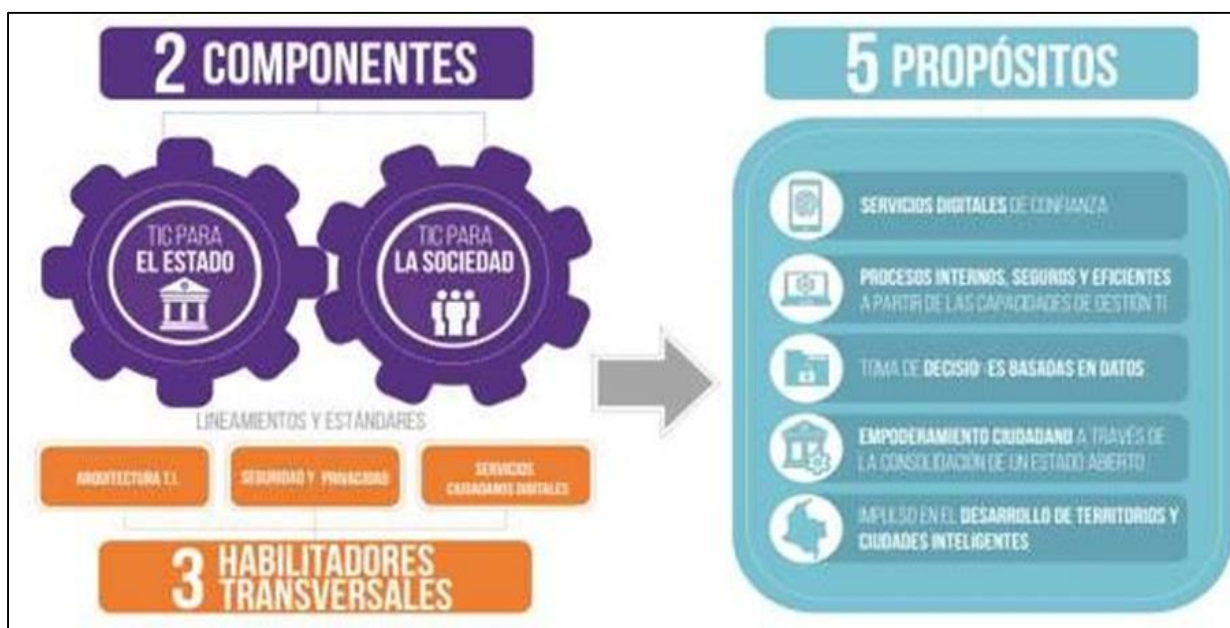 2 COMPONENTES
TIC PARA
EL ESTADO
TIC PARA
LA SOCIEDAD
LINEAMIENTOS Y ESTÁNDARES
ARQUITECTURA T.I.
SEGURIDAD Y PRIVACIDAD
SERVICIOS
CIUDADANOS DIGITALES
3 HABILITADORES
TRANSVERSALES
5 PROPÓSITOS
SERVICIOS DIGITALES DE CONFIANZA
PROCESOS INTERNOS, SEGUROS Y EFICIENTES
A PARTIR DE LAS CAPACIDADES DE GESTIÓN TI
TOMA DE DECISIO ES BASADAS EN DATOS
EMPODERAMIENTO CIUDADANO A TRAVÉS DE
LA CONSOLIDACIÓN DE UN ESTADO ABIERTO
IMPULSO EN EL DESARROLLO DE TERRITORIOS Y
CIUDADES INTELIGENTES